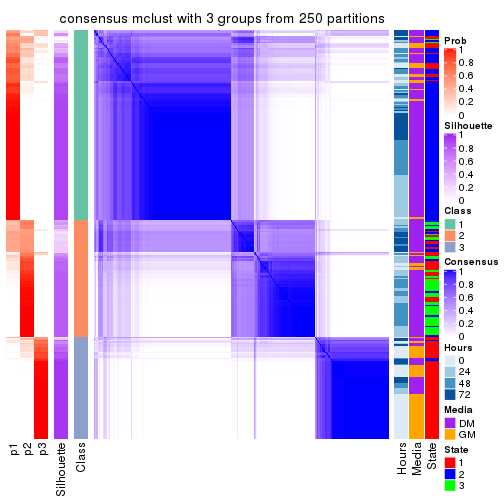 consensus mclust with 3 groups from 250 partitions
Prob
1
0.8
0.6
0.4
0.2
0
Silhouette
1
0.8
0.6
0.4
0.2
0
Class
1
2
3
Consensus
1
0.8
0.6
0.4
0.2
0
Hours
0
24
48
72
Media
DM
GM
State
1
2
3
p1
p2
p3
Silhouette
Class
Hours
Media
State